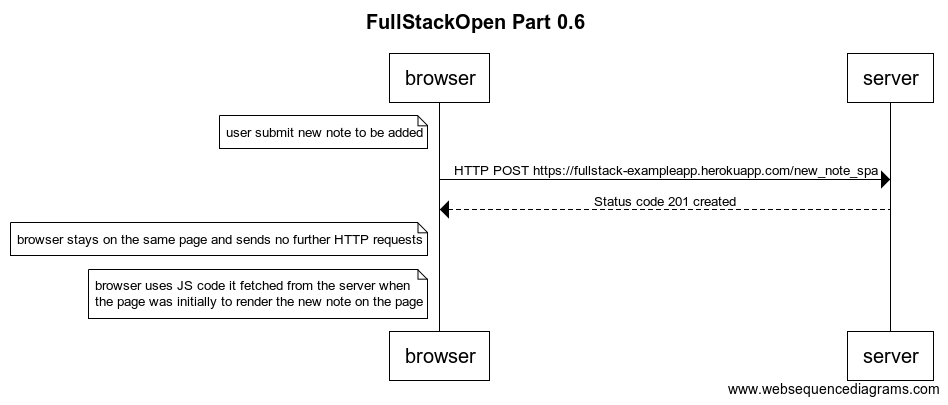 FullStackOpen Part 0.6
browser
server
user submit new note to be added
HTTP POST https://fullstack-exampleapp.herokuapp.com/new_note_spa
Status code 201 created
browser stays on the same page and sends no further HTTP requests
browser uses JS code it fetched from the server when
the page was initially to render the new note on the page
browser
server
www.websequencediagrams.com